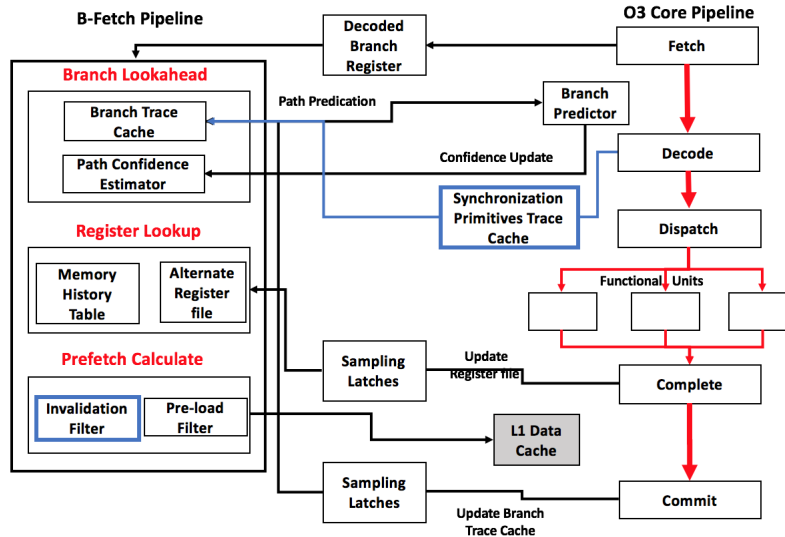 B-Fetch Pipeline
O3 Core Pipeline
Decoded
Branch
Register
Fetch
Branch Lookahead
Branch Trace
Cache
Path Predication
Branch
Predictor
Path Confidence
Estimator
Confidence Update
Decode
Synchronization
Primitives Trace
Cache
Register Lookup
Dispatch
Memory
History
Table
Alternate
Register
file
Functional Units
Prefetch Calculate
Sampling
Latches
Update
Register file
Complete
Invalidation
Filter
Pre-load
Filter
L1 Data
Cache
Sampling
Latches
Update Branch
Trace Cache
Commit